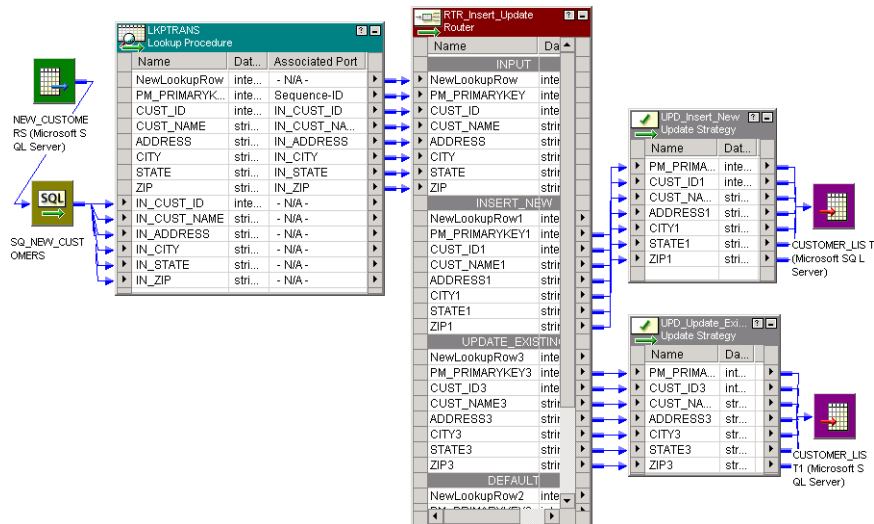 LKPTRANS
Lookup Procedure
Name Dat... Associated Port
NewLookupRow inte... - N/A -
PM_PRIMARYK... inte... Sequence-ID
CUST_ID inte... IN_CUST_ID
CUST_NAME stri... IN_CUST_NA...
ADDRESS stri... IN_ADDRESS
CITY stri... IN_CITY
STATE stri... IN_STATE
ZIP stri... IN_ZIP
IN_CUST_ID inte... - N/A -
IN_CUST_NAME stri... - N/A -
IN_ADDRESS stri... - N/A -
IN_CITY stri... - N/A -
IN_STATE stri... - N/A -
IN_ZIP stri... - N/A -
NEW_CUSTOME
RS (Microsoft S
QL Server)
SQL
SQ_NEW_CUST
OMERS
RTR_Insert_Update
Router
Name Da
INPUT
NewLookupRow inte
PM_PRIMARYKEY inte
CUST_ID inte
CUST_NAME strir
ADDRESS strir
CITY strir
STATE strir
ZIP strir
INSERT_NEW
NewLookupRow1 inte
PM_PRIMARYKEY1 inte
CUST_ID1 inte
CUST_NAME1 strir
ADDRESS1 strir
CITY1 strir
STATE1 strir
ZIP1 strir
UPDATE_EXISTING
NewLookupRow3 inte
PM_PRIMARYKEY3 inte
CUST_ID3 inte
CUST_NAME3 strir
ADDRESS3 strir
CITY3 strir
STATE3 strir
ZIP3 strir
DEFAULT
NewLookupRow2 inte
UPD_Insert_New
Update Strategy
Name Dat...
PM_PRIMA... inte...
CUST_ID1 inte...
CUST_NA... stri...
ADDRESS1 stri...
CITY1 stri...
STATE1 stri...
ZIP1 stri...
CUSTOMER_LIS T
(Microsoft SQ L
Server)
UPD_Update_Exi...
Update Strategy
Name Da...
PM_PRIMA... int...
CUST_ID3 int...
CUST_NA... str...
ADDRESS3 str...
CITY3 str...
STATE3 str...
ZIP3 str...
CUSTOMER_LIS
T1 (Microsoft S
QL Server)